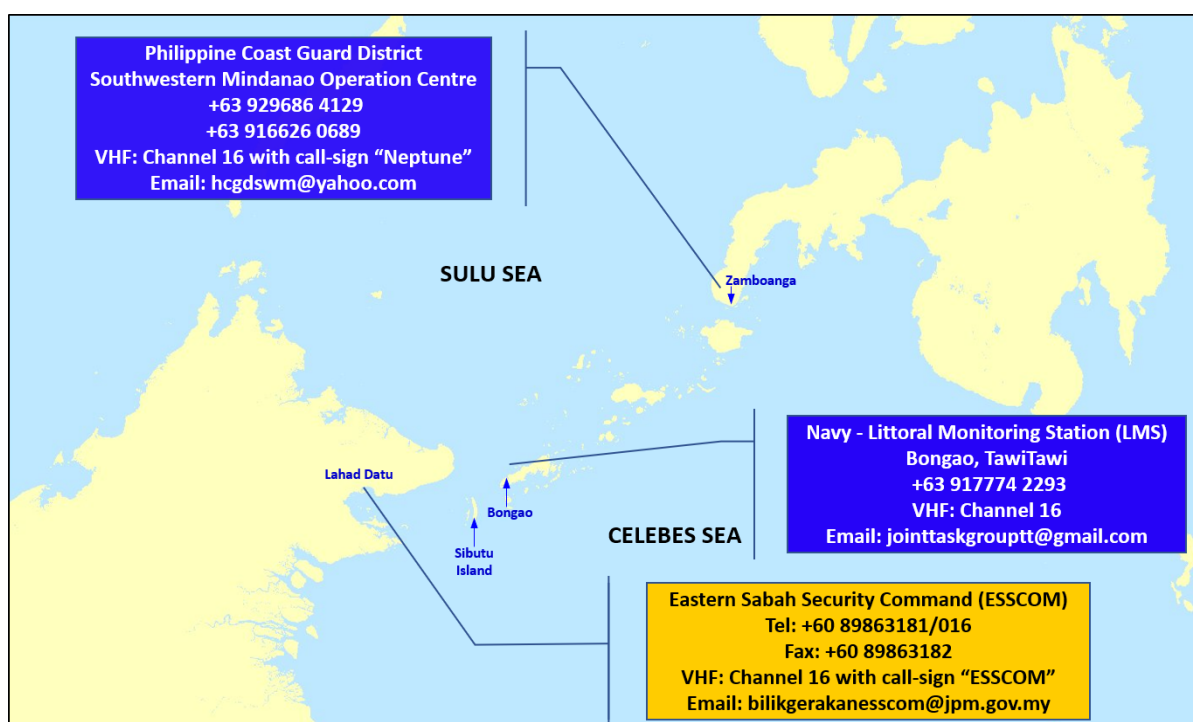 Philippine Coast Guard District
Southwestern Mindanao Operation Centre
+63 929686 4129
+63 916626 0689
VHF: Channel 16 with call-sign “Neptune”
Email: hcgdswm@yahoo.com
SULU SEA
Zamboanga
Navy - Littoral Monitoring Station (LMS)
Bongao, TawiTawi
+63 917774 2293
VHF: Channel 16
Email: jointtaskgrouptt@gmail.com
Lahad Datu
Bongao
CELEBES SEA
Sibutu
Island
Eastern Sabah Security Command (ESSCOM)
Tel: +60 89863181/016
Fax: +60 89863182
VHF: Channel 16 with call-sign “ESSCOM”
Email: bilikgerakanesscom@jpm.gov.my